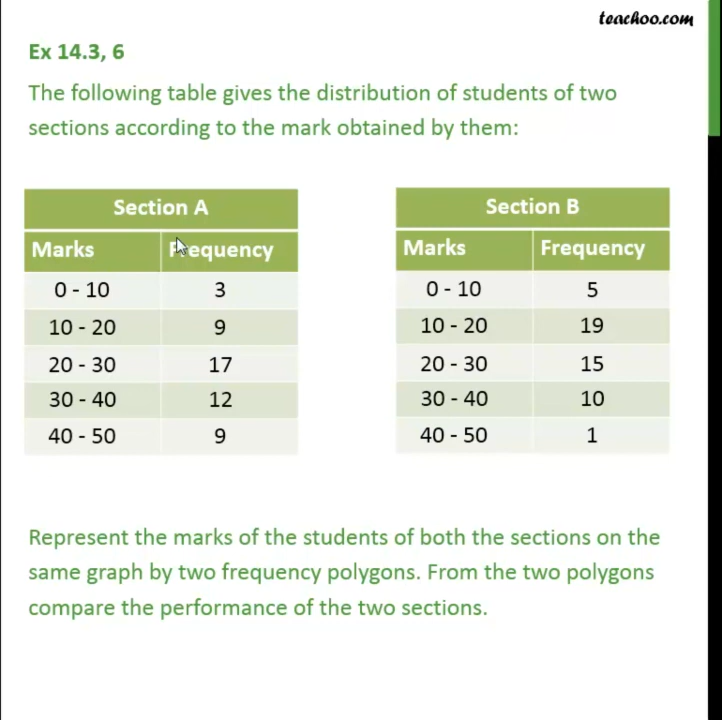 teachoo.com
Ex 14.3, 6
The following table gives the distribution of students of two
sections according to the mark obtained by them:
Section A
Marks Frequency
0 - 10 3
10 - 20 9
20 - 30 17
30 - 40 12
40 - 50 9
Section B
Marks Frequency
0 - 10 5
10 - 20 19
20 - 30 15
30 - 40 10
40 - 50 1
Represent the marks of the students of both the sections on the
same graph by two frequency polygons. From the two polygons
compare the performance of the two sections.